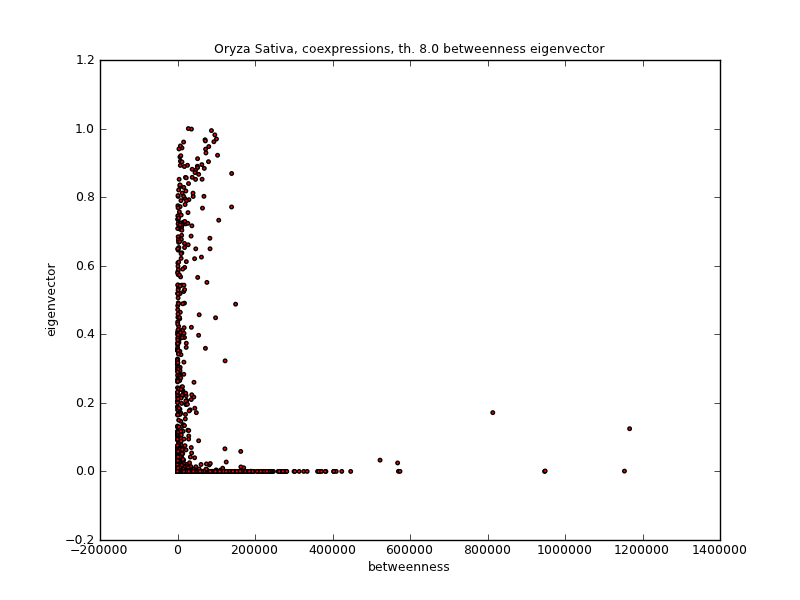 Oryza Sativa, coexpressions, th. 8.0 betweenness eigenvector
1.2
1.0
0.8
0.6
0.4
0.2
0.0
−0.2
eigenvector
−200000 0 200000 400000 600000 800000 1000000 1200000 1400000
betweenness